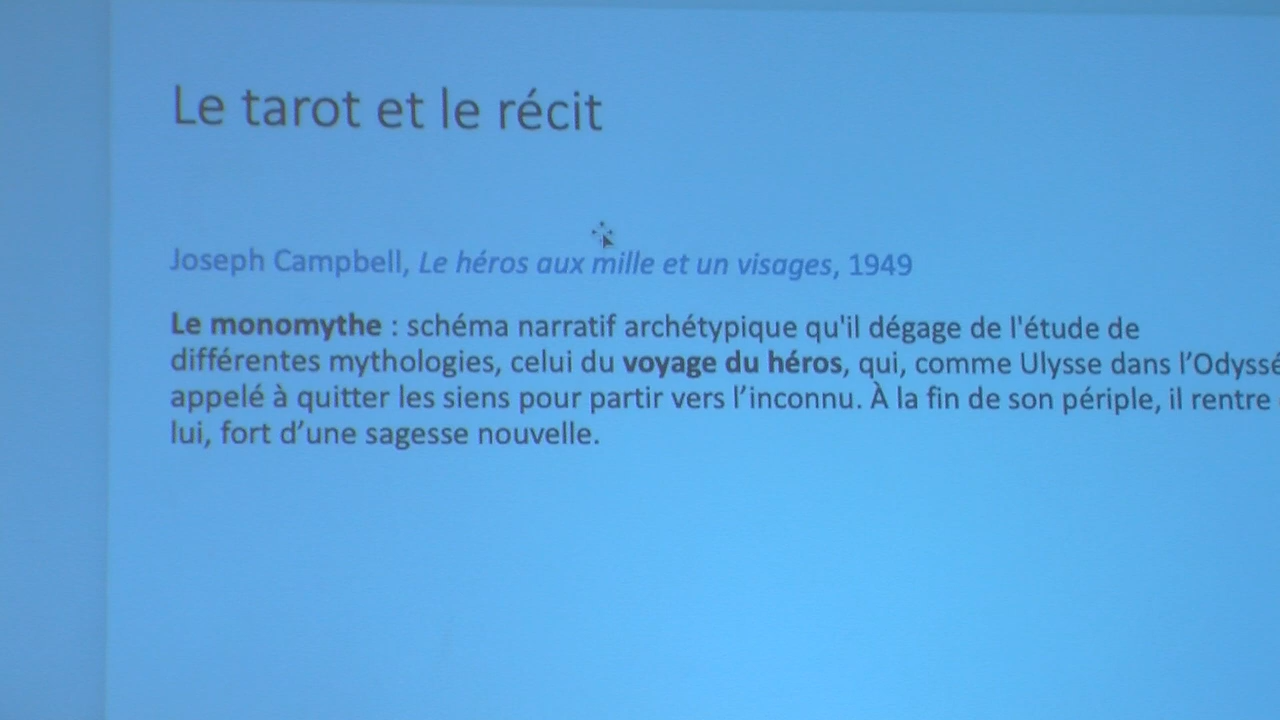 Le tarot et le récit
Joseph Campbell, Le héros aux mille et un visages, 1949
Le monomythe : schéma narratif archétypique qu'il dégage de l'étude de
différentes mythologies, celui du voyage du héros, qui, comme Ulysse dans l’Odyssé
appelé à quitter les siens pour partir vers l’inconnu. À la fin de son périple, il rentre
lui, fort d’une sagesse nouvelle.